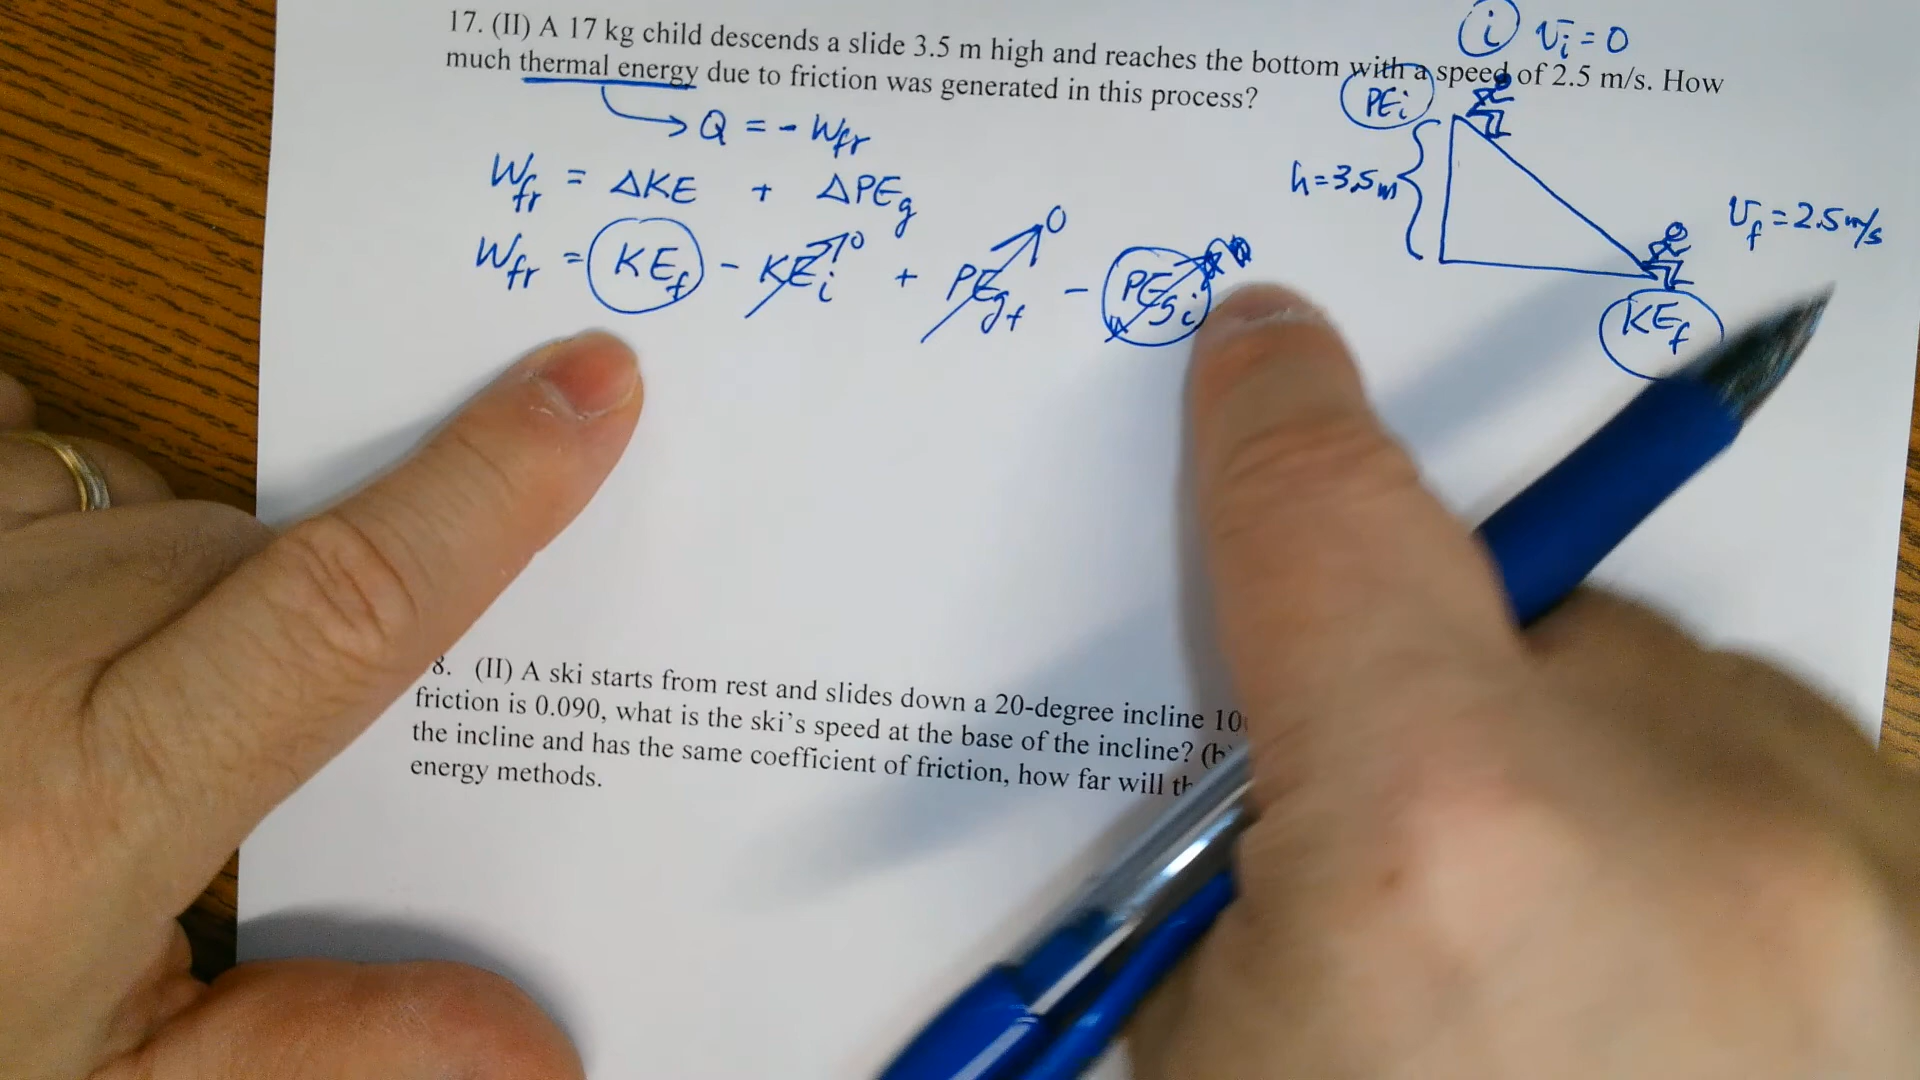 17. (II) A 17 kg child descends a slide 3.5 m high and reaches the bottom with a speed of 2.5 m/s. How
much thermal energy due to friction was generated in this process?
i vi = 0
PEi
h = 3.5m
vf = 2.5 m/s
KEf
Q = - Wfr
Wfr = ΔKE + ΔPEg
Wfr = KEf - KEi 0 + PEgf 0 - PEgi
8. (II) A ski starts from rest and slides down a 20-degree incline 10
friction is 0.090, what is the ski's speed at the base of the incline? (b
the incline and has the same coefficient of friction, how far will th
energy methods.